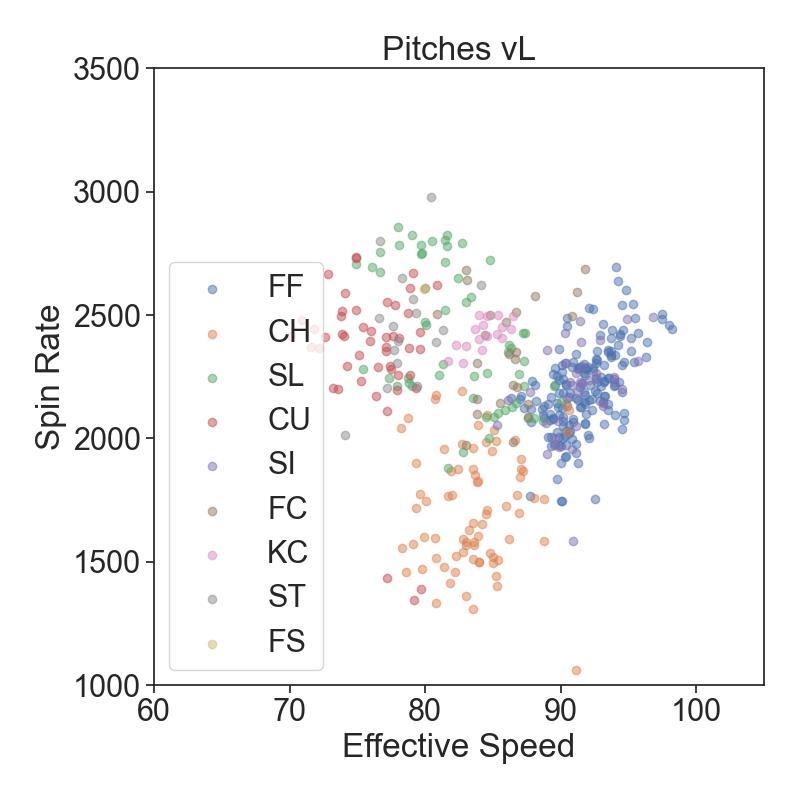 Pitches vL
3500
3000
2500
2000
1500
1000
Spin Rate
FF
CH
SL
CU
SI
FC
KC
ST
FS
60 70 80 90 100
Effective Speed